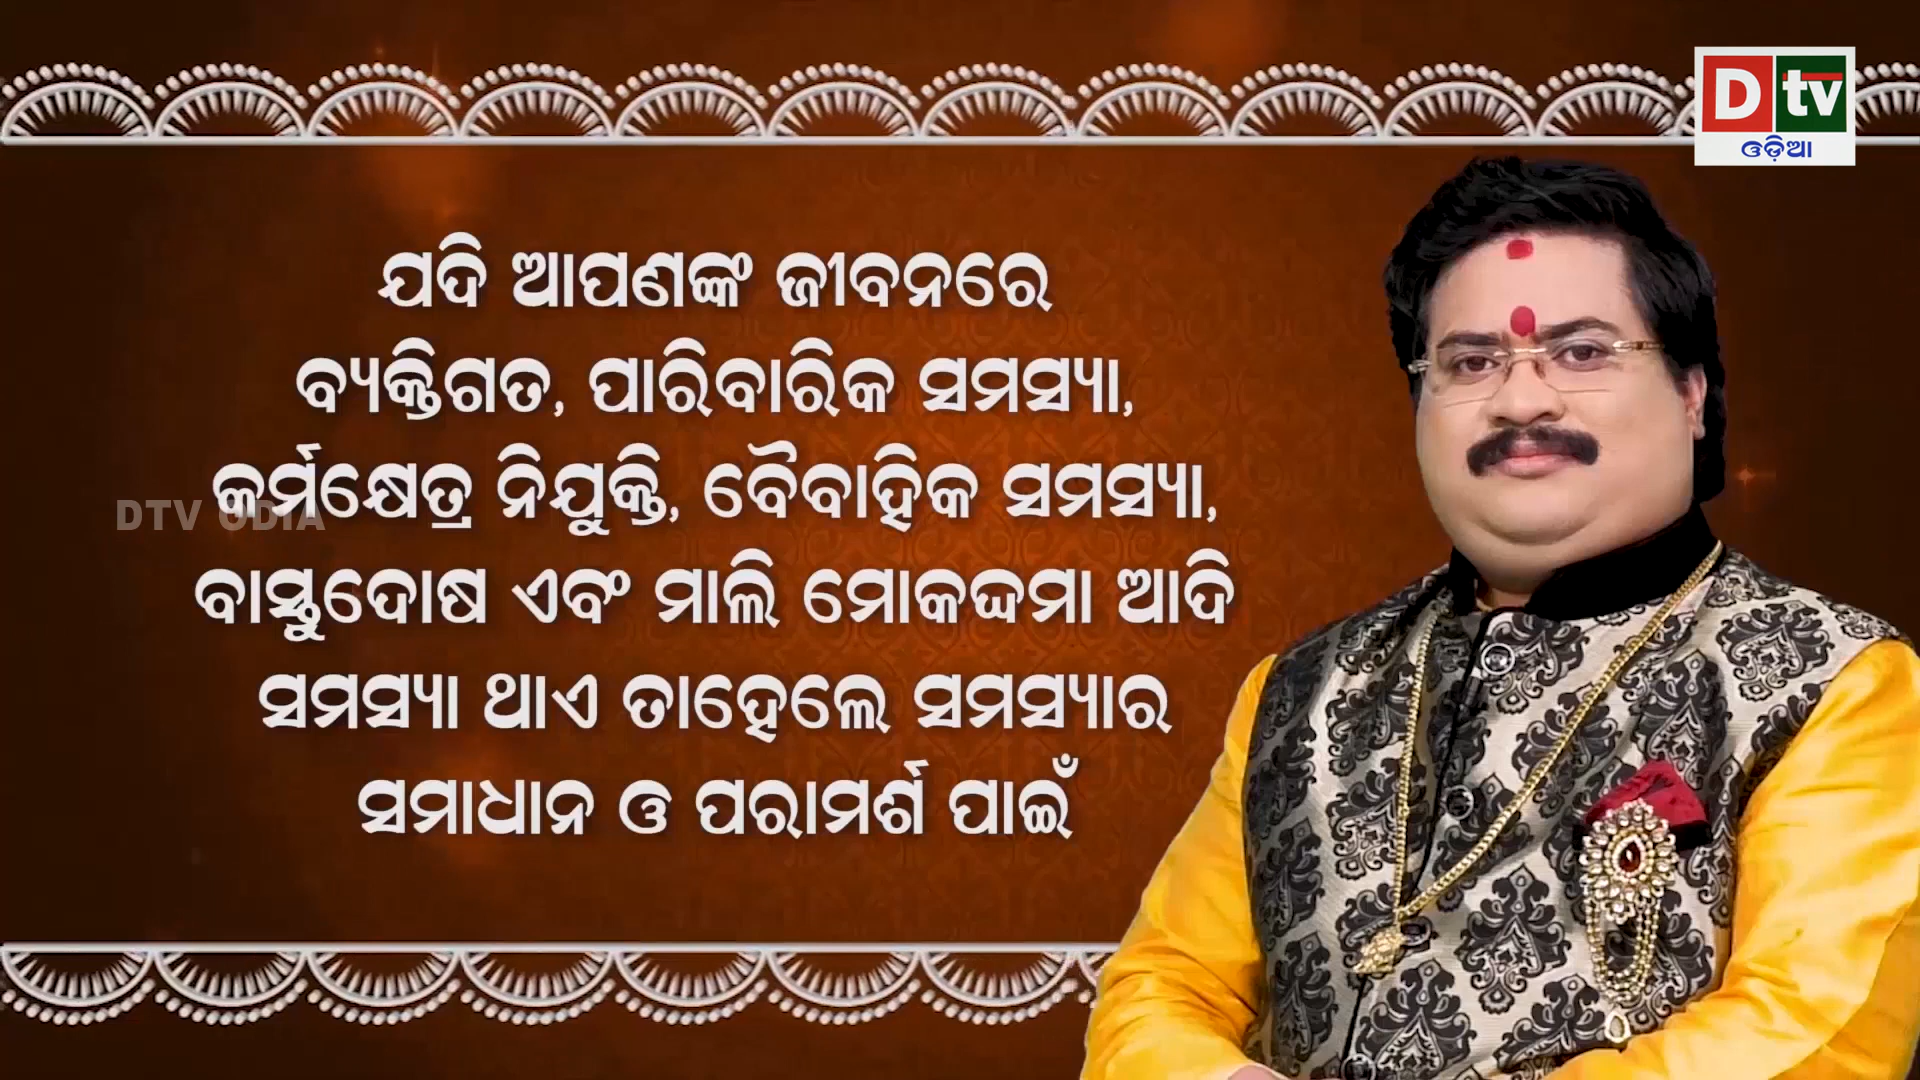 D tv
ଓଡ଼ିଆ
ଯଦି ଆପଣଙ୍କ ଜୀବନରେ
ବ୍ୟକ୍ତିଗତ, ପାରିବାରିକ ସମସ୍ୟା,
କର୍ମକ୍ଷେତ୍ର ନିଯୁକ୍ତି, ବୈବାହିକ ସମସ୍ୟା,
DTV ODIA
ବାସ୍ତୁଦୋଷ ଏବଂ ମାଲି ମୋକଦ୍ଦମା ଆଦି
ସମସ୍ୟା ଥାଏ ତାହେଲେ ସମସ୍ୟାର
ସମାଧାନ ଓ ପରାମର୍ଶ ପାଇଁ